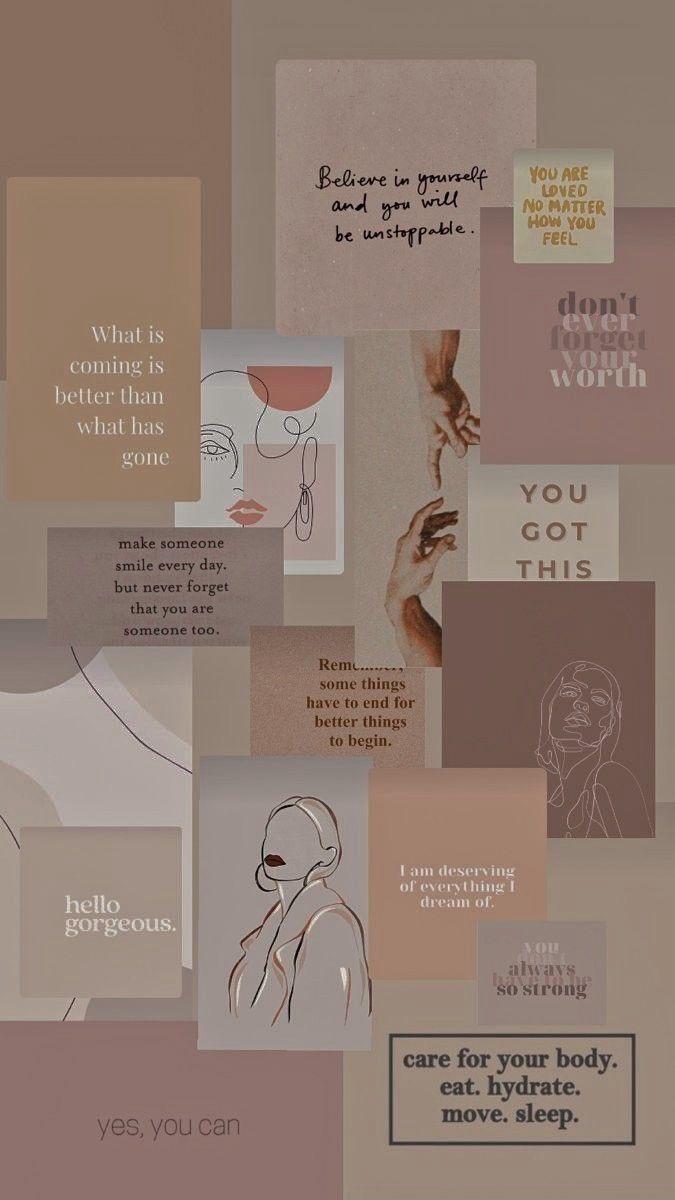 Believe in yourself
and you will
be unstoppable.
YOU ARE
LOVED
NO MATTER
HOW YOU
FEEL
What is
coming is
better than
what has
gone
don't
ever
forget
your
worth
YOU
GOT
THIS
make someone
smile every day.
but never forget
that you are
someone too.
Remember,
some things
have to end for
better things
to begin.
I am deserving
of everything I
dream of.
hello
gorgeous.
you
don't
always
have to be
so strong
care for your body.
eat. hydrate.
move. sleep.
yes, you can